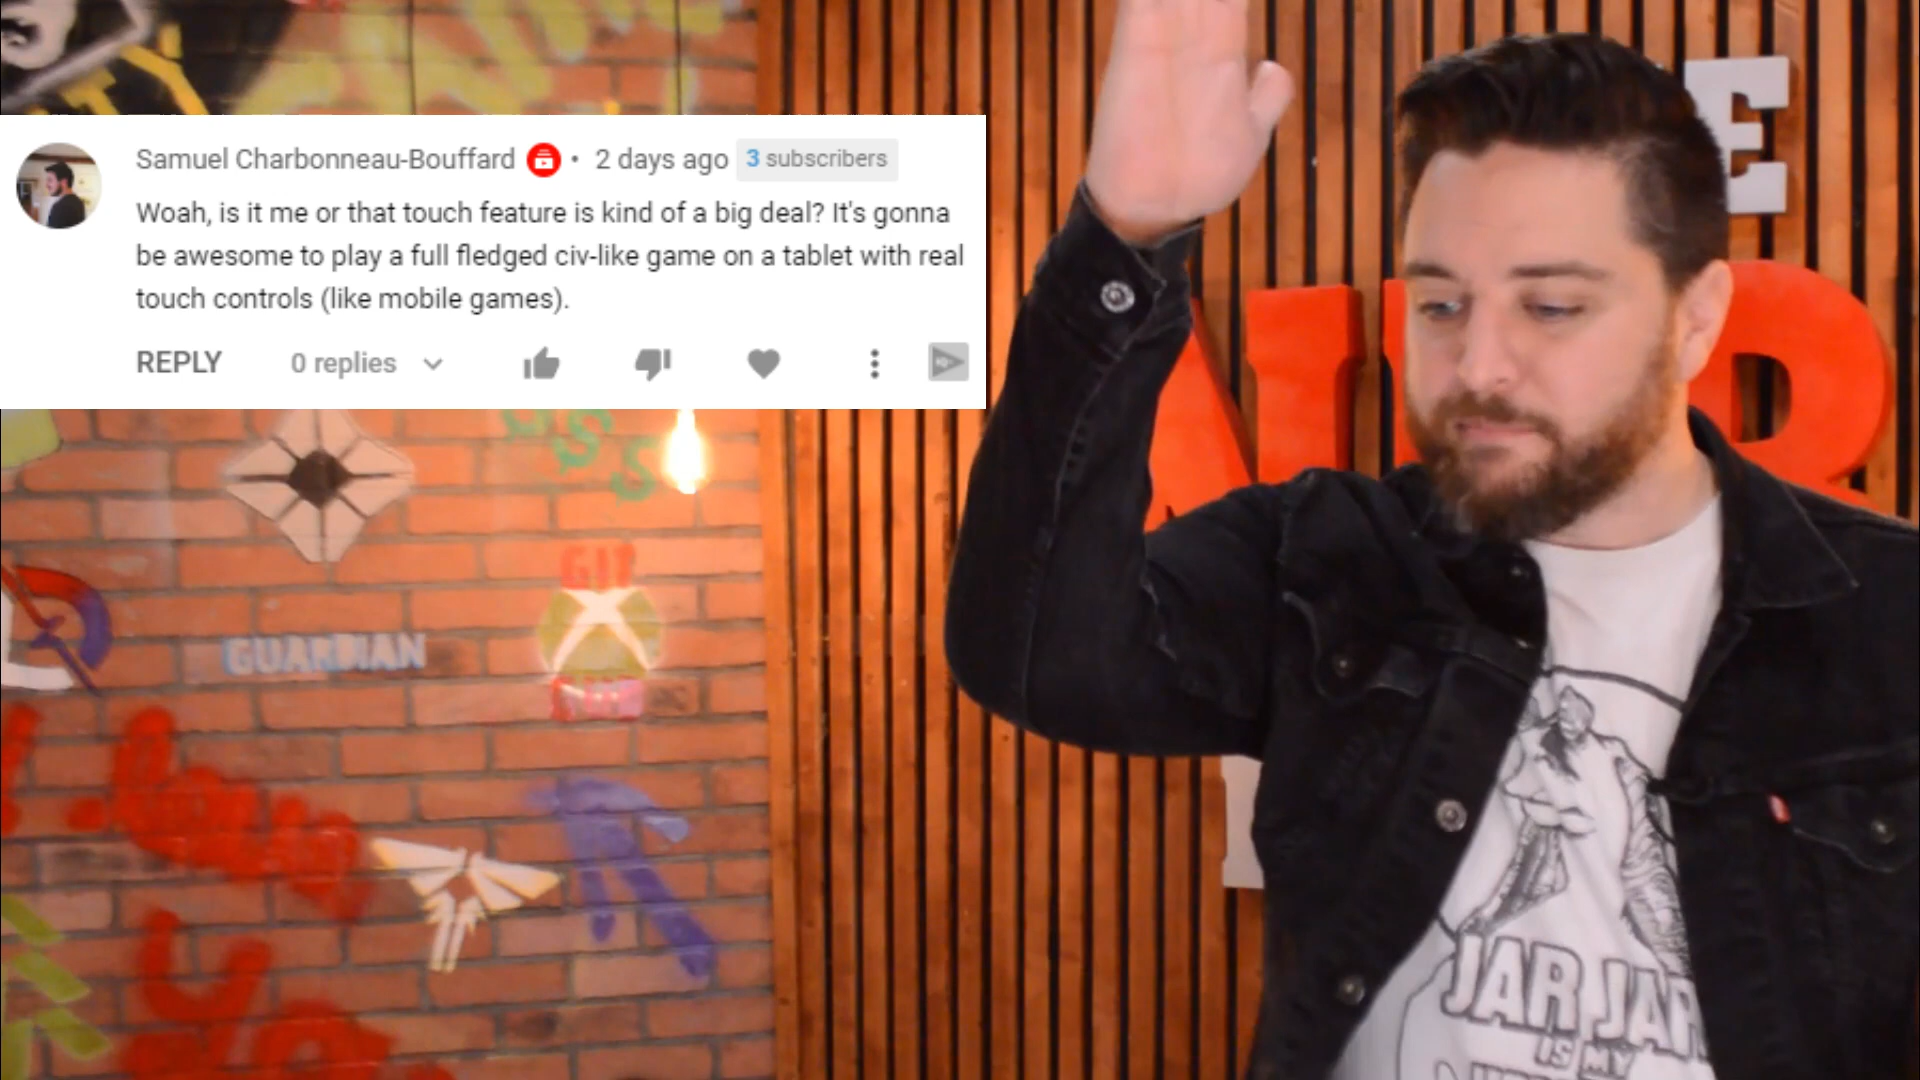 Samuel Charbonneau-Bouffard • 2 days ago 3 subscribers
Woah, is it me or that touch feature is kind of a big deal? It's gonna
be awesome to play a full fledged civ-like game on a tablet with real
touch controls (like mobile games).
REPLY 0 replies
E
GIT
GUARDIAN
JAR JAR
IS MY